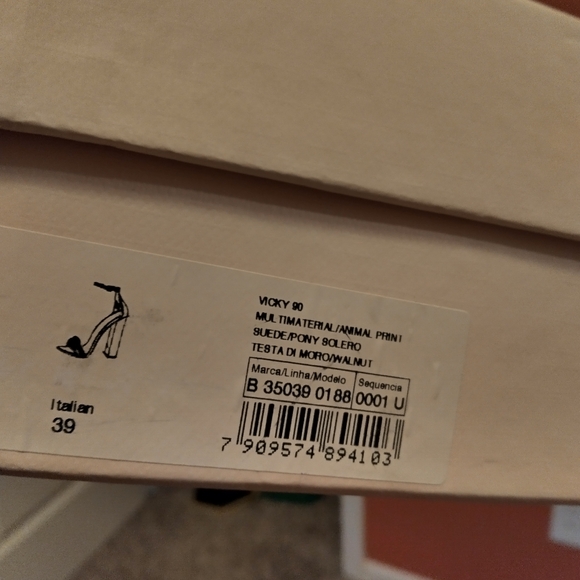 VICKY 90
MULTIMATERIAL/ANIMAL PRINT
SUEDE/PONY SOLERO
TESTA DI MORO/WALNUT
Marca/Linha/Modelo Sequencia
B 35039 0188 0001 U
Italian
39
7 909574 894103